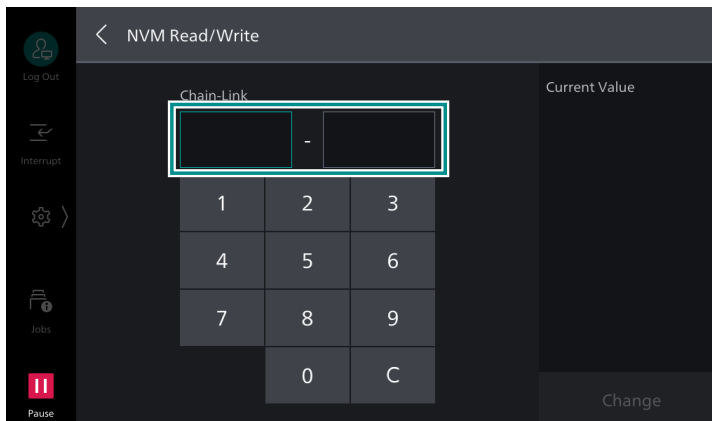 NVM Read/Write
Log Out
Interrupt
Jobs
Pause
Chain-Link
-
1 2 3
4 5 6
7 8 9
0 C
Current Value
Change